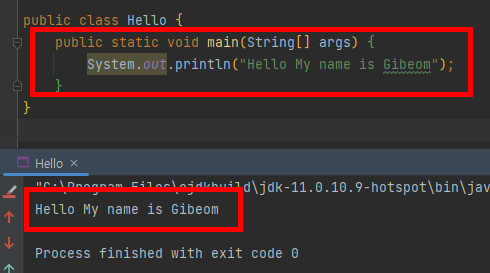 public class Hello {
public static void main(String[] args) {
System.out.println("Hello My name is Gibeom");
}
}
Hello ×
"C:\Program Files\ojdkbuild\jdk-11.0.10.9-hotspot\bin\jav
Hello My name is Gibeom
Process finished with exit code 0